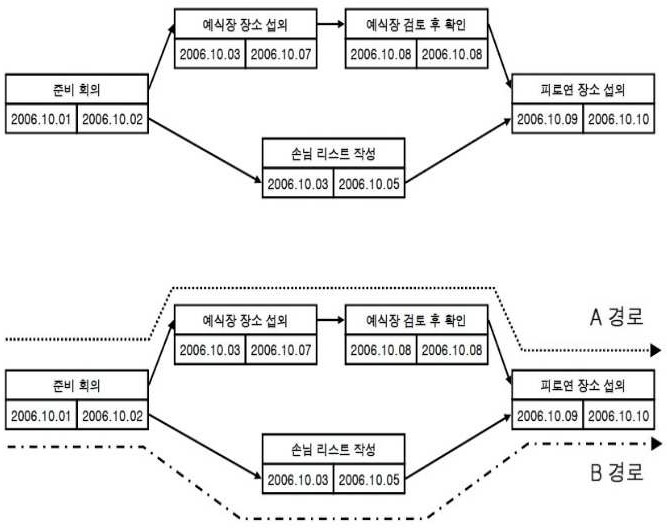 예식장 장소 섭외
2006.10.03 2006.10.07
예식장 검토 후 확인
2006.10.08 2006.10.08
준비 회의
2006.10.01 2006.10.02
피로연 장소 섭외
2006.10.09 2006.10.10
손님 리스트 작성
2006.10.03 2006.10.05
A 경로
예식장 장소 섭외
2006.10.03 2006.10.07
예식장 검토 후 확인
2006.10.08 2006.10.08
준비 회의
2006.10.01 2006.10.02
피로연 장소 섭외
2006.10.09 2006.10.10
손님 리스트 작성
2006.10.03 2006.10.05
B 경로